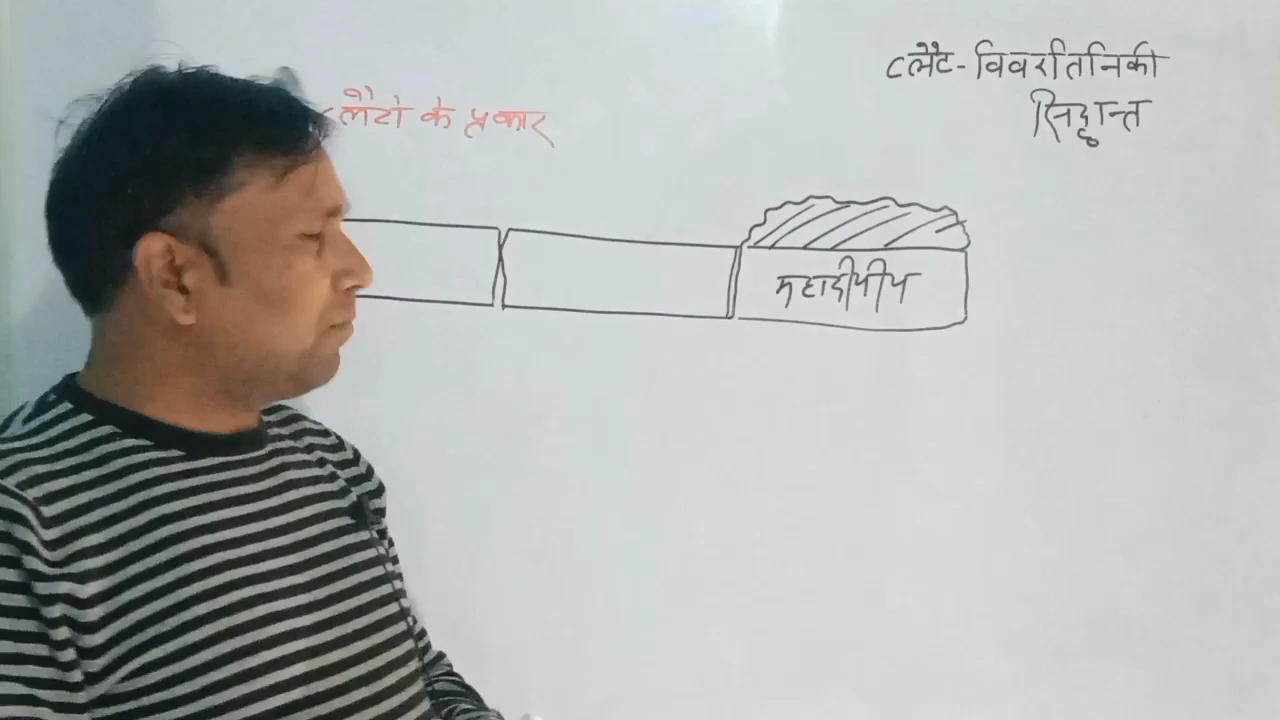 प्लेट-विवर्तनिकी
सिद्धान्त
प्लेटों के प्रकार
महाद्वीपीय